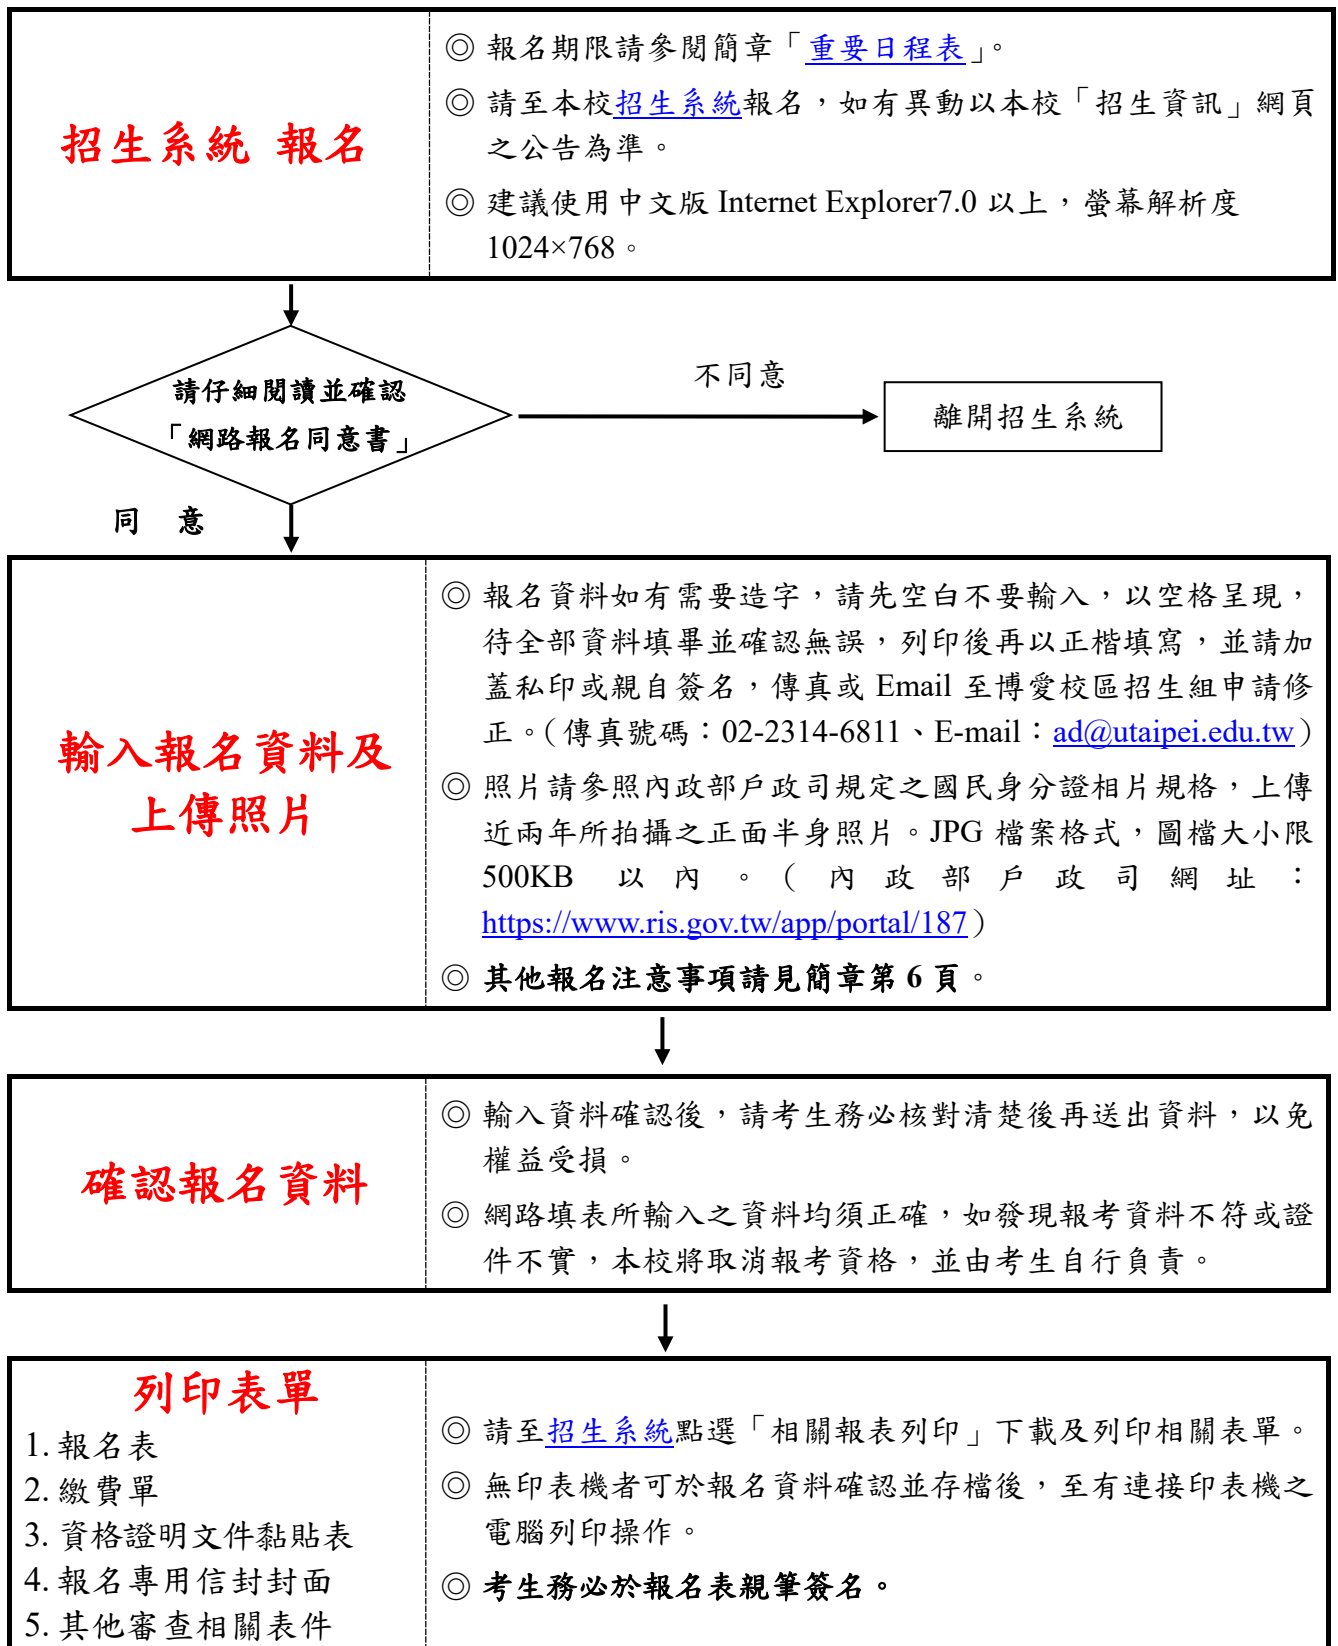 招生系統 報名
◎ 報名期限請參閱簡章「重要日程表」。
◎ 請至本校招生系統報名，如有異動以本校「招生資訊」網頁
之公告為準。
◎ 建議使用中文版 Internet Explorer7.0 以上，螢幕解析度
1024×768。
請仔細閱讀並確認
「網路報名同意書」
不同意
離開招生系統
同 意
輸入報名資料及
上傳照片
◎ 報名資料如有需要造字，請先空白不要輸入，以空格呈現，
待全部資料填畢並確認無誤，列印後再以正楷填寫，並請加
蓋私印或親自簽名，傳真或 Email 至博愛校區招生組申請修
正。（傳真號碼：02-2314-6811、E-mail：ad@utaipei.edu.tw）
◎ 照片請參照內政部戶政司規定之國民身分證相片規格，上傳
近兩年所拍攝之正面半身照片。JPG 檔案格式，圖檔大小限
500KB 以內。（內政部戶政司網址：
https://www.ris.gov.tw/app/portal/187）
◎ 其他報名注意事項請見簡章第 6 頁。
確認報名資料
◎ 輸入資料確認後，請考生務必核對清楚後再送出資料，以免
權益受損。
◎ 網路填表所輸入之資料均須正確，如發現報考資料不符或證
件不實，本校將取消報考資格，並由考生自行負責。
列印表單
1. 報名表
2. 繳費單
3. 資格證明文件黏貼表
4. 報名專用信封封面
5. 其他審查相關表件
◎ 請至招生系統點選「相關報表列印」下載及列印相關表單。
◎ 無印表機者可於報名資料確認並存檔後，至有連接印表機之
電腦列印操作。
◎ 考生務必於報名表親筆簽名。